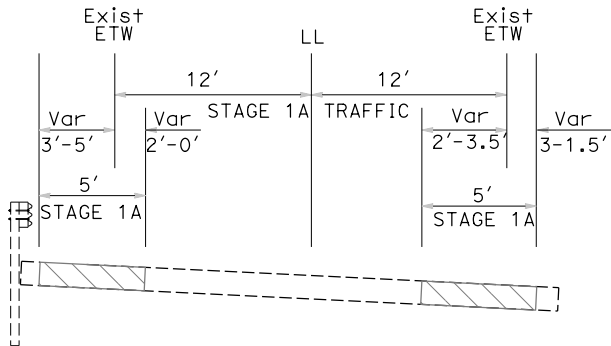 Exist
ETW
LL
Exist
ETW
12'
12'
STAGE 1A
TRAFFIC
Var
3'-5'
Var
2'-0'
Var
2'-3.5'
Var
3-1.5'
5'
STAGE 1A
5'
STAGE 1A